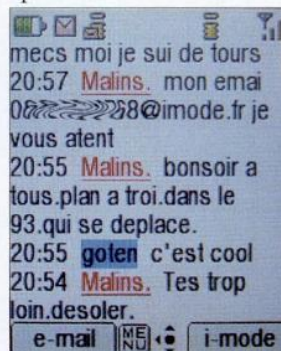 mecs moi je sui de tours
20:57 Malins. mon emai
8@imode.fr je
vous atent
20:55 Malins. bonsoir a
tous.plan a troi.dans le
93.qui se deplace.
20:55 goten c'est cool
20:54 Malins. Tes trop
loin.desoler.
e-mail MENU i-mode